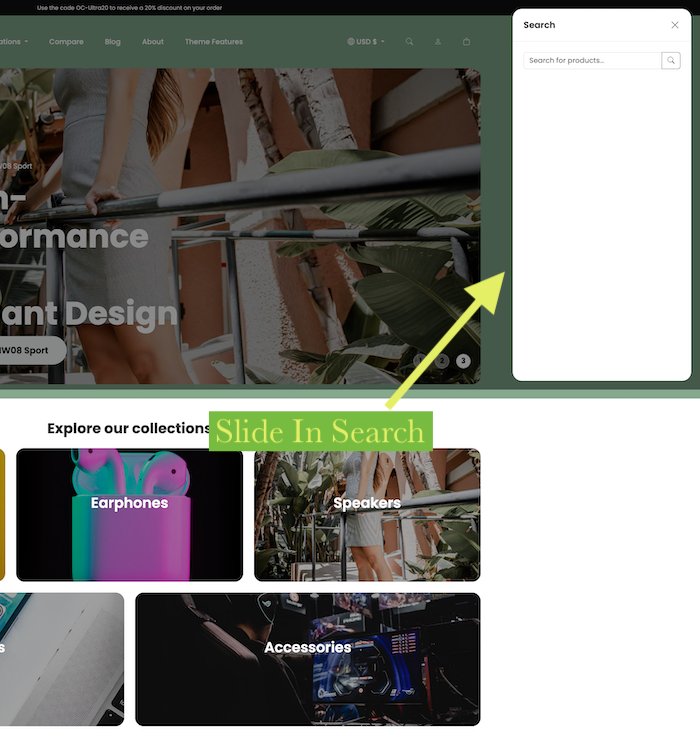 Use the code OC-Ultra20 to receive a 20% discount on your order
Search
Compare Blog About Theme Features USD $
Search for products...
W08 Sport
ormance
ant Design
W08 Sport
2 3
Explore our collections
Slide In Search
Earphones
Speakers
Accessories